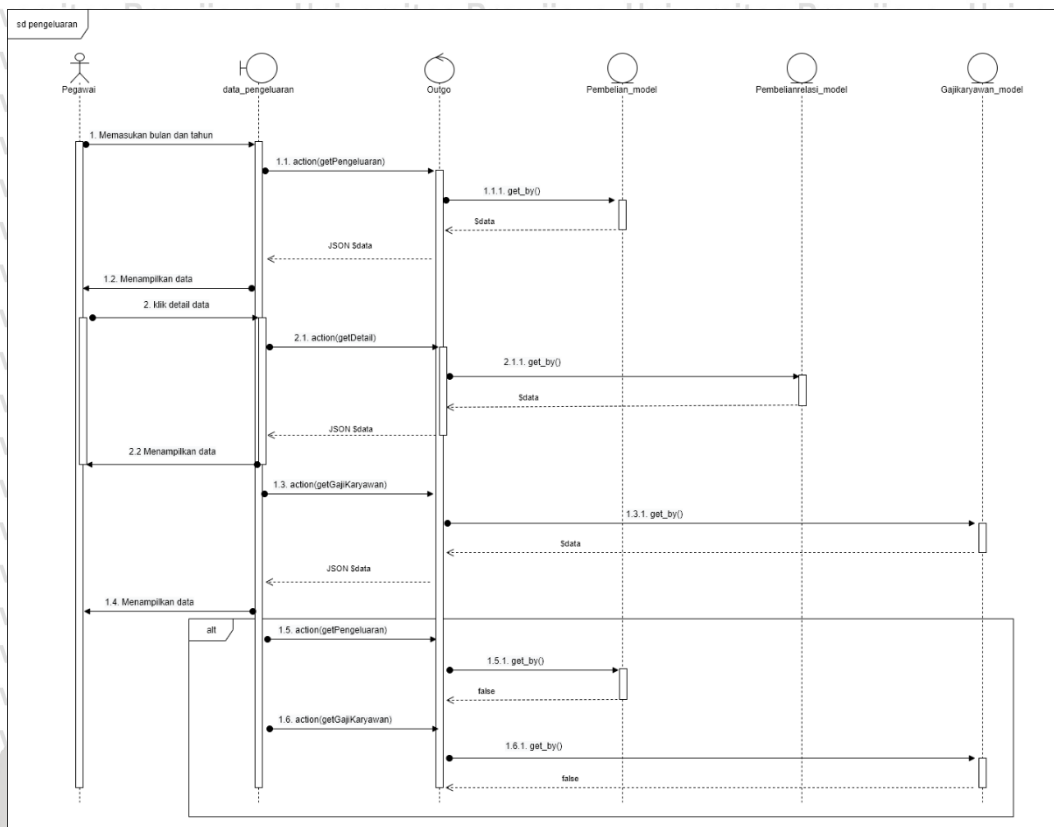 sd pengeluaran
Pegawai
data_pengeluaran
Outgo
Pembelian_model
Pembelianrelasi_model
Gajikaryawan_model
1. Memasukan bulan dan tahun
1.1. action(getPengeluaran)
1.1.1. get_by()
$data
JSON $data
1.2. Menampilkan data
2. klik detail data
2.1. action(getDetail)
2.1.1. get_by()
$data
JSON $data
2.2 Menampilkan data
1.3. action(getGajiKaryawan)
1.3.1. get_by()
$data
JSON $data
1.4. Menampilkan data
alt
1.5. action(getPengeluaran)
1.5.1. get_by()
false
1.6. action(getGajiKaryawan)
1.6.1. get_by()
false